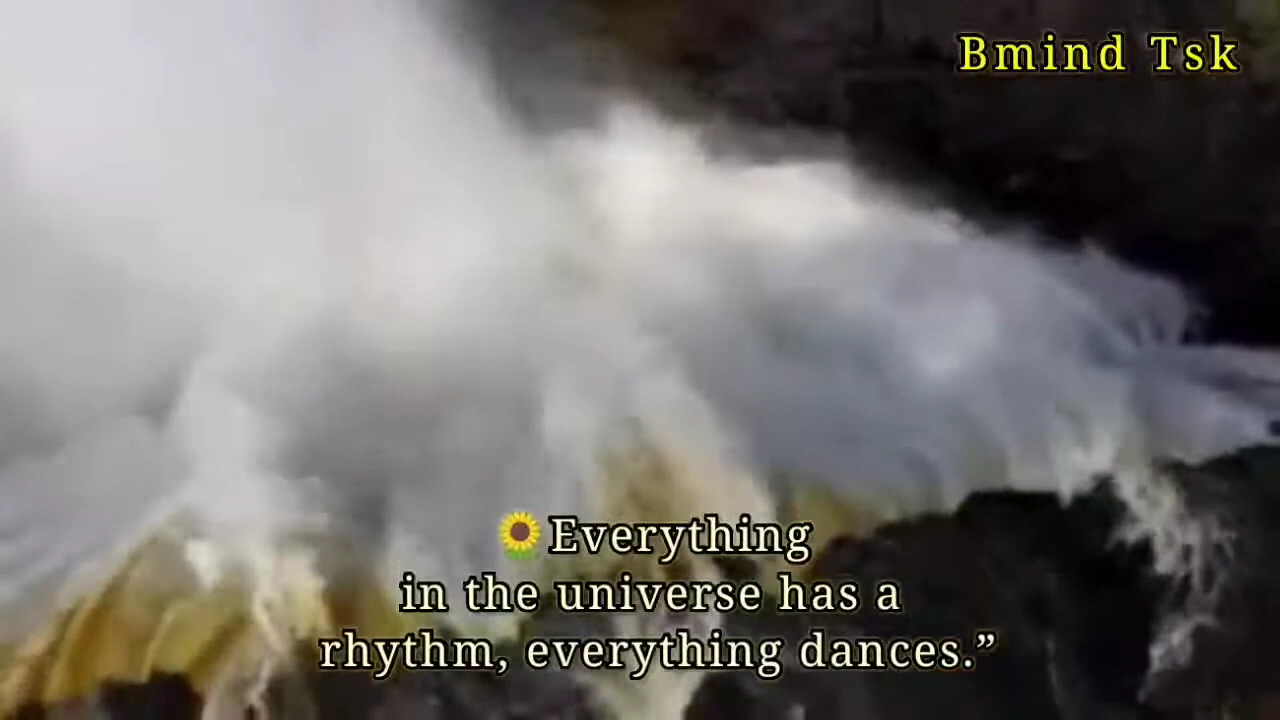 Bmind Tsk
🌻Everything
in the universe has a
rhythm, everything dances.”